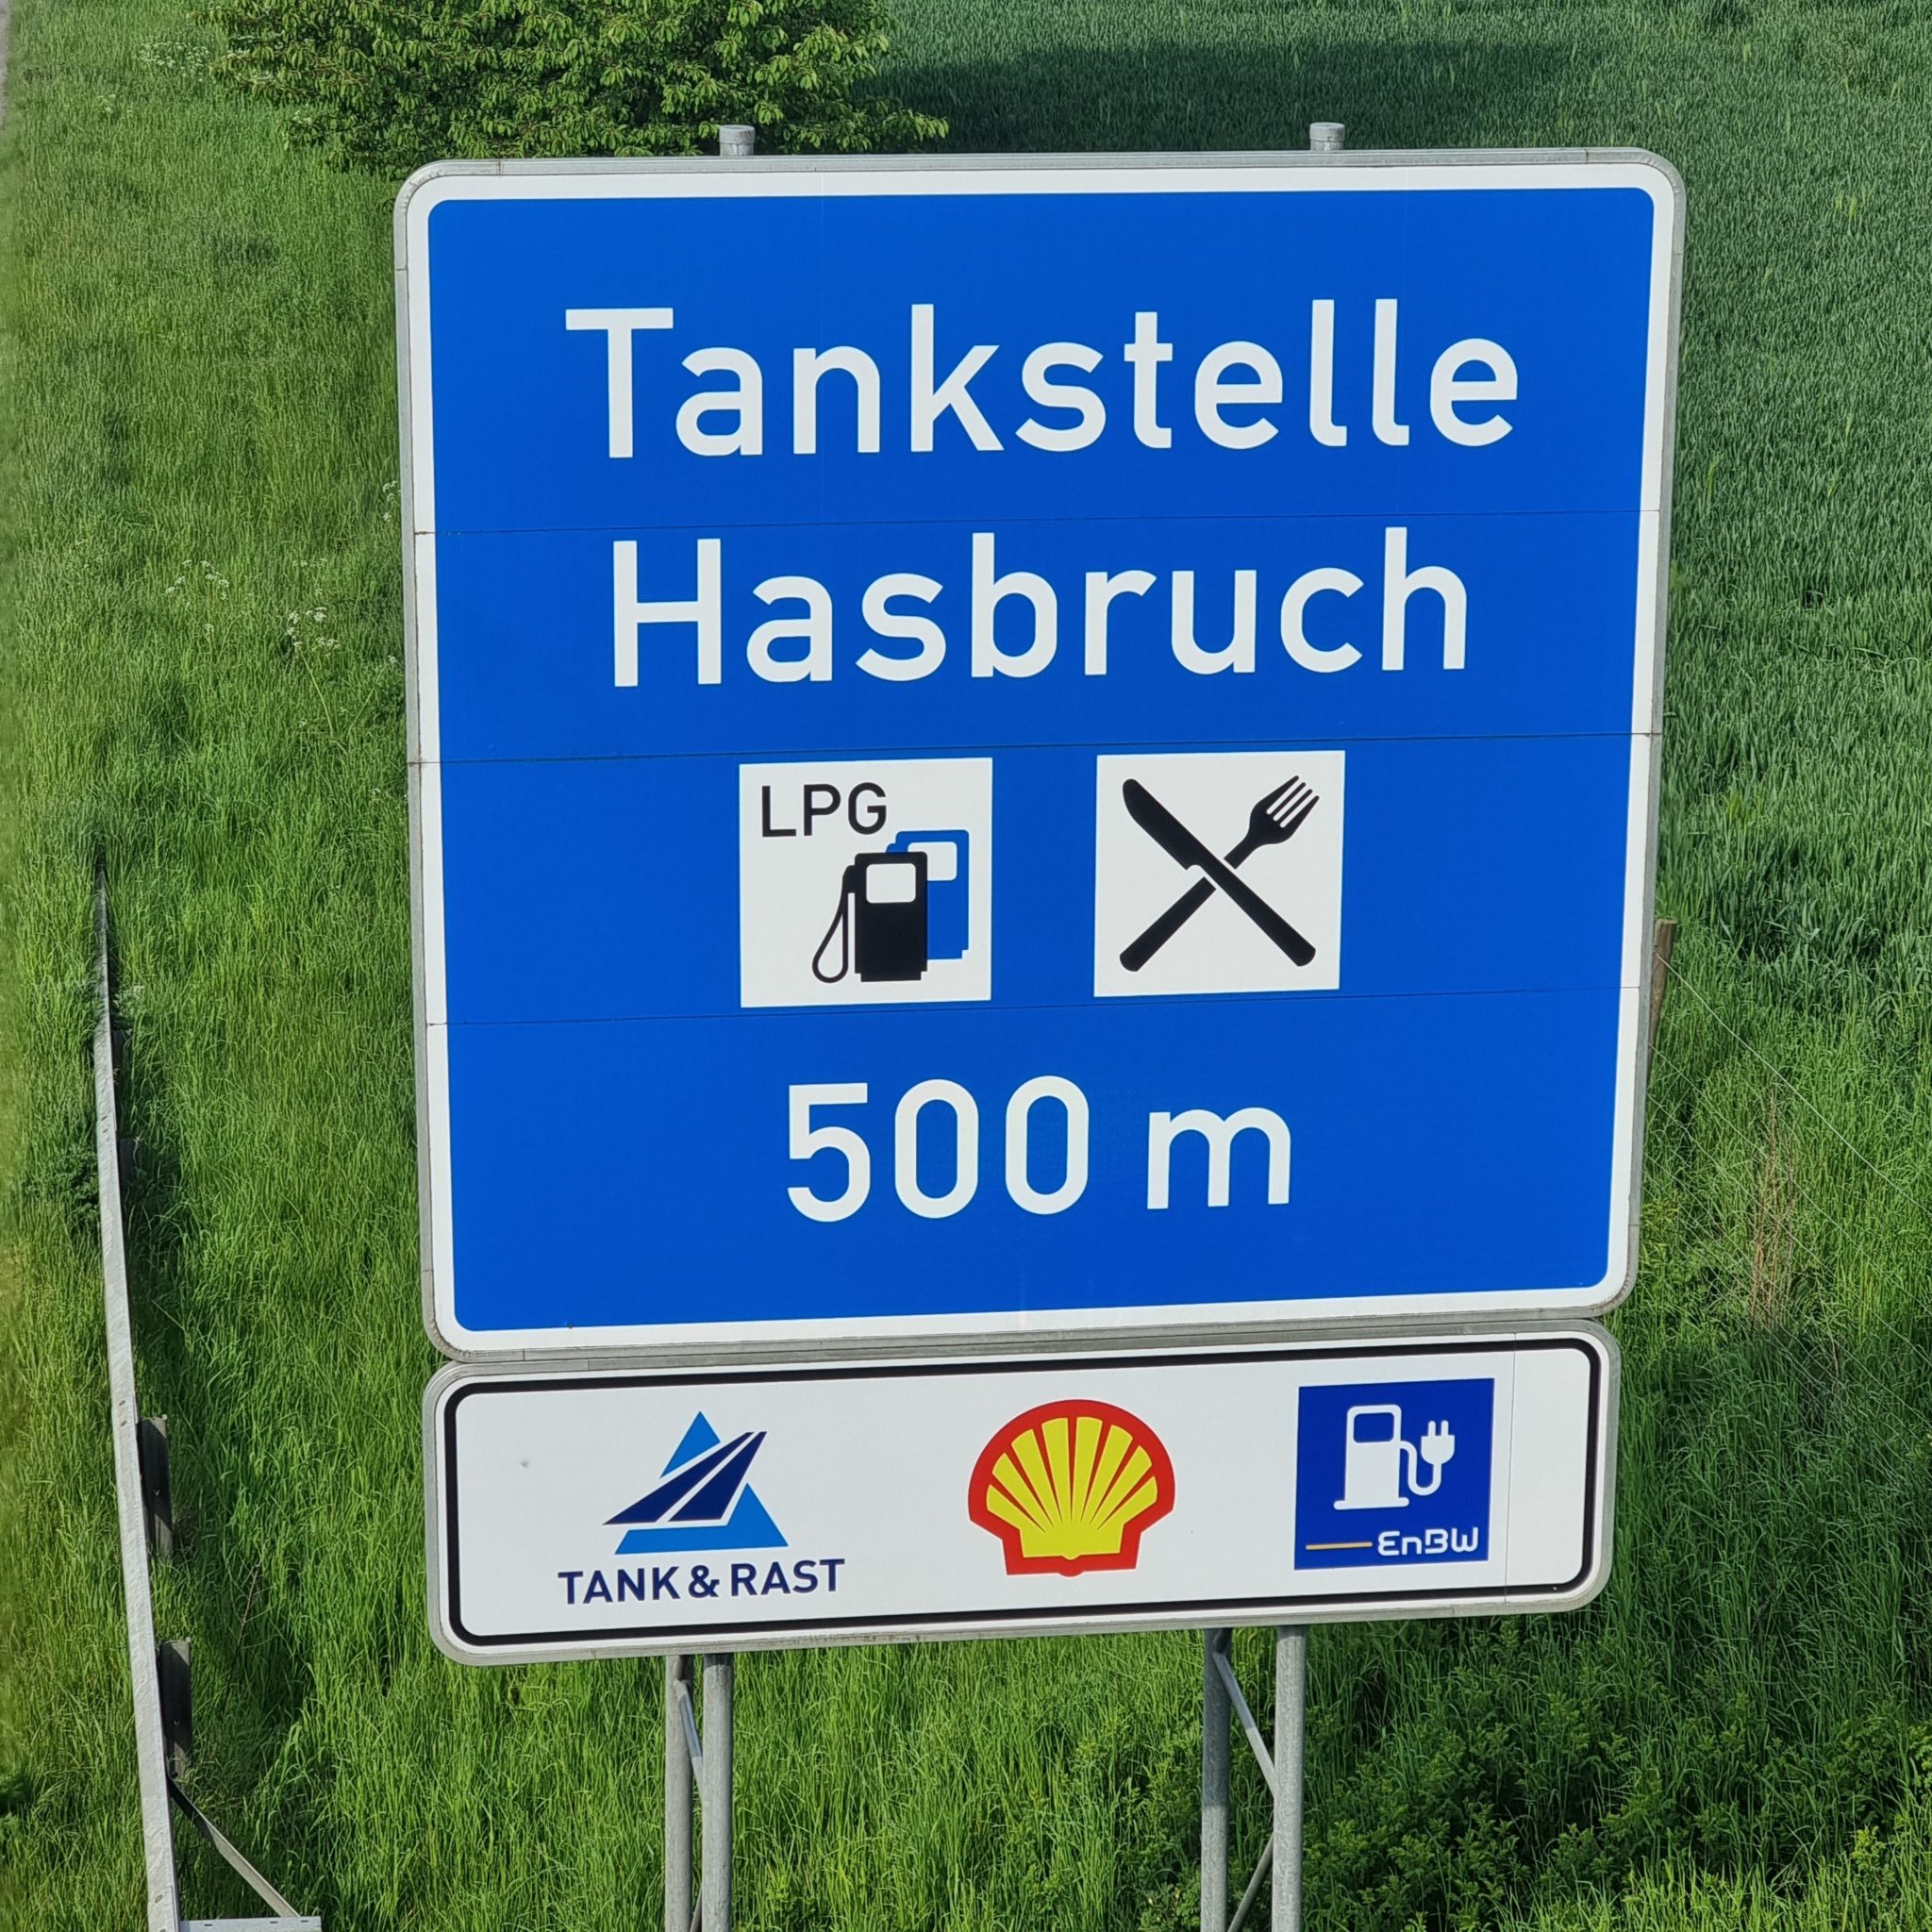 Tankstelle
Hasbruch
LPG
500 m
TANK & RAST
EnBW